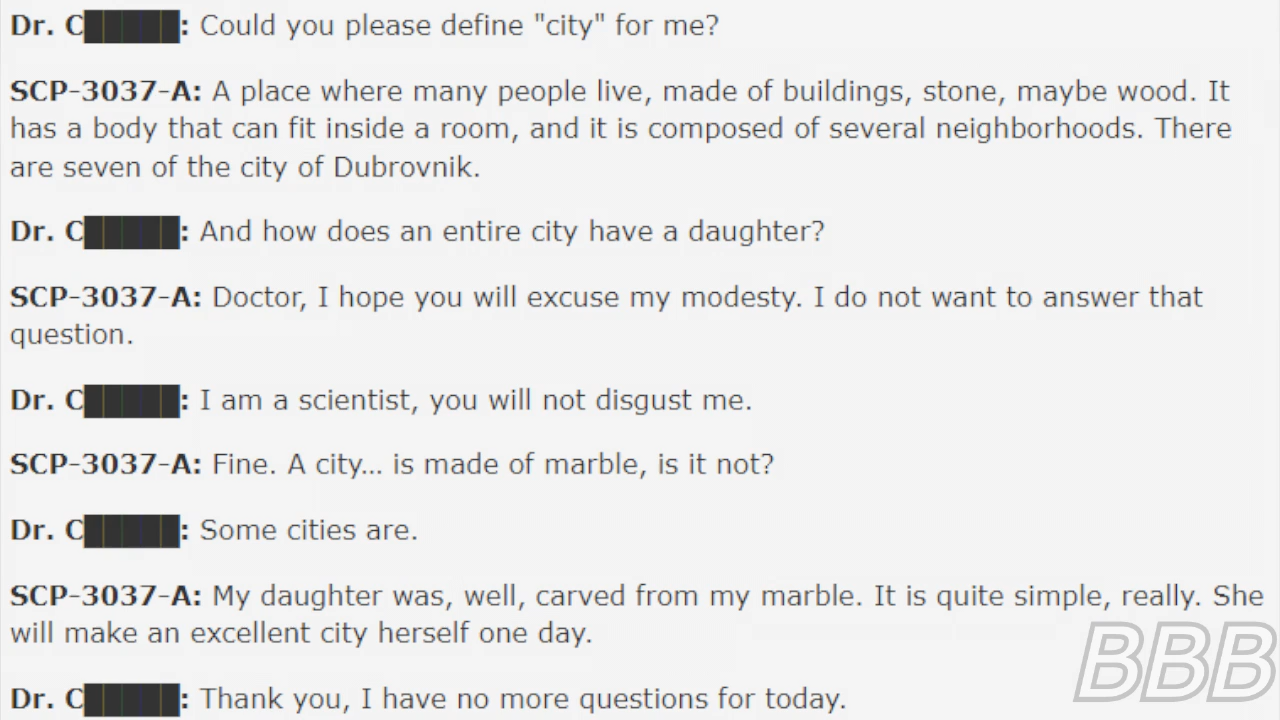 Dr. C█████: Could you please define "city" for me?
SCP-3037-A: A place where many people live, made of buildings, stone, maybe wood. It
has a body that can fit inside a room, and it is composed of several neighborhoods. There
are seven of the city of Dubrovnik.
Dr. C█████: And how does an entire city have a daughter?
SCP-3037-A: Doctor, I hope you will excuse my modesty. I do not want to answer that
question.
Dr. C█████: I am a scientist, you will not disgust me.
SCP-3037-A: Fine. A city... is made of marble, is it not?
Dr. C█████: Some cities are.
SCP-3037-A: My daughter was, well, carved from my marble. It is quite simple, really. She
will make an excellent city herself one day.
Dr. C█████: Thank you, I have no more questions for today.
BBB